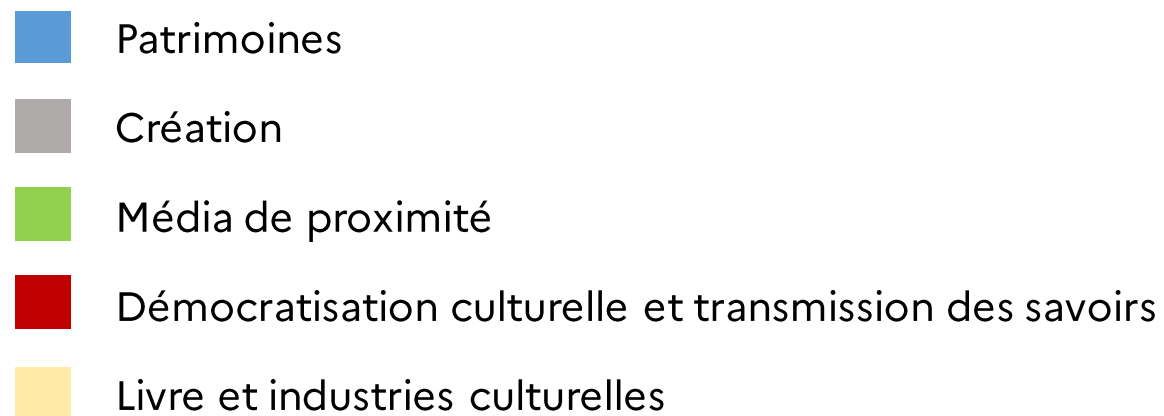 Patrimoines
Création
Média de proximité
Démocratisation culturelle et transmission des savoirs
Livre et industries culturelles